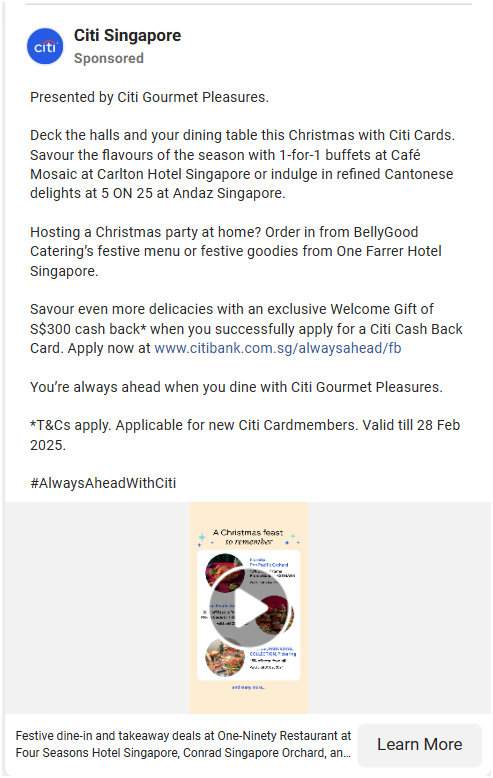 citi
Citi Singapore
Sponsored
Presented by Citi Gourmet Pleasures.
Deck the halls and your dining table this Christmas with Citi Cards.
Savour the flavours of the season with 1-for-1 buffets at Café
Mosaic at Carlton Hotel Singapore or indulge in refined Cantonese
delights at 5 ON 25 at Andaz Singapore.
Hosting a Christmas party at home? Order in from BellyGood
Catering’s festive menu or festive goodies from One Farrer Hotel
Singapore.
Savour even more delicacies with an exclusive Welcome Gift of
S$300 cash back* when you successfully apply for a Citi Cash Back
Card. Apply now at www.citibank.com.sg/alwaysahead/fb
You’re always ahead when you dine with Citi Gourmet Pleasures.
*T&Cs apply. Applicable for new Citi Cardmembers. Valid till 28 Feb
2025.
#AlwaysAheadWithCiti
A Christmas feast
to remember
Pacific Orchard
COLLECTION,
and many more...
Festive dine-in and takeaway deals at One-Ninety Restaurant at
Four Seasons Hotel Singapore, Conrad Singapore Orchard, an...
Learn More